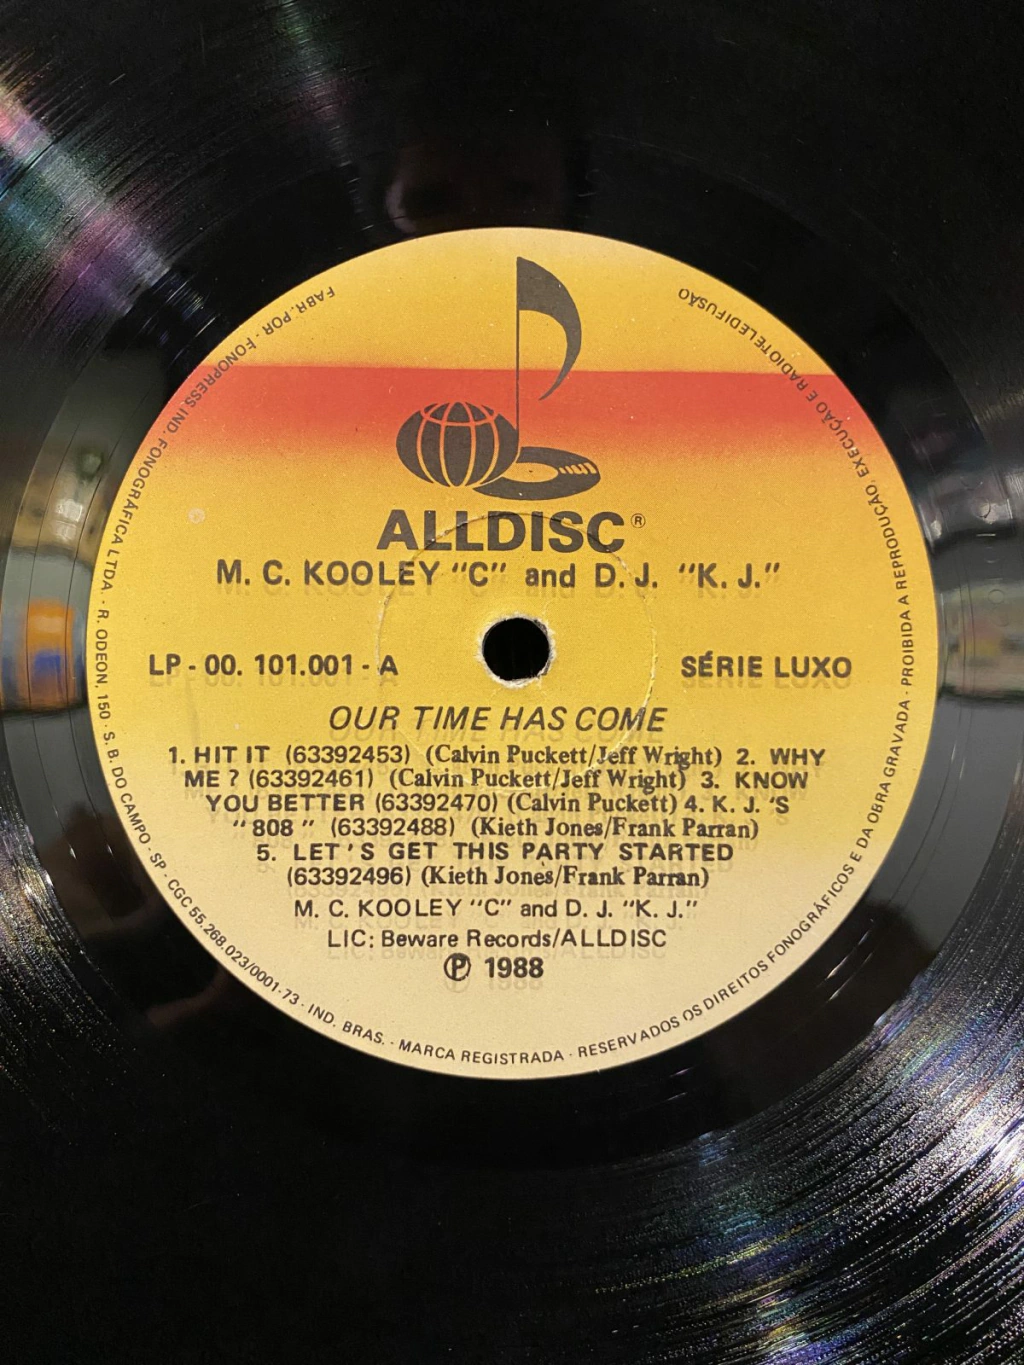 ALLDISC®
M. C. KOOLEY "C" and D. J. "K. J."
LP - 00. 101.001 - A
SÉRIE LUXO
OUR TIME HAS COME
1. HIT IT (63392453) (Calvin Puckett/Jeff Wright) 2. WHY
ME ? (63392461) (Calvin Puckett/Jeff Wright) 3. KNOW
YOU BETTER (63392470) (Calvin Puckett) 4. K. J. 'S
"808" (63392488) (Kieth Jones/Frank Parran)
5. LET'S GET THIS PARTY STARTED
(63392496) (Kieth Jones/Frank Parran)
M. C. KOOLEY "C" and D. J. "K. J."
LIC: Beware Records/ALLDISC
Ⓟ 1988
FABR. POR - FONOPRESS IND. FONOGRÁFICA LTDA - R. ODEON, 150 - S. B. DO CAMPO - SP - CGC 55.268.023/0001-73 - IND. BRAS. - MARCA REGISTRADA - RESERVADOS OS DIREITOS FONOGRÁFICOS E DA OBRA GRAVADA - PROIBIDA A REPRODUÇÃO, EXECUÇÃO E RADIOTELEDIFUSÃO